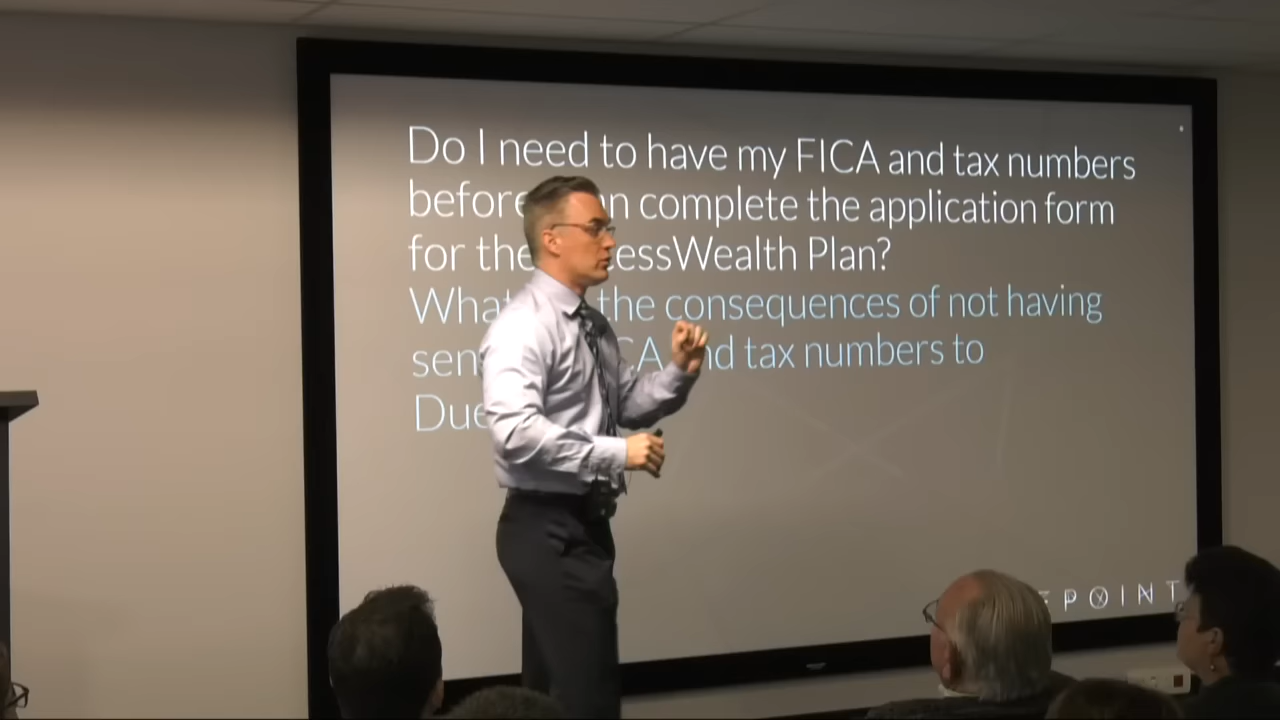 Do I need to have my FICA and tax numbers
before an complete the application form
for the essWealth Plan?
What the consequences of not having
sen CA nd tax numbers to
Due
POINT